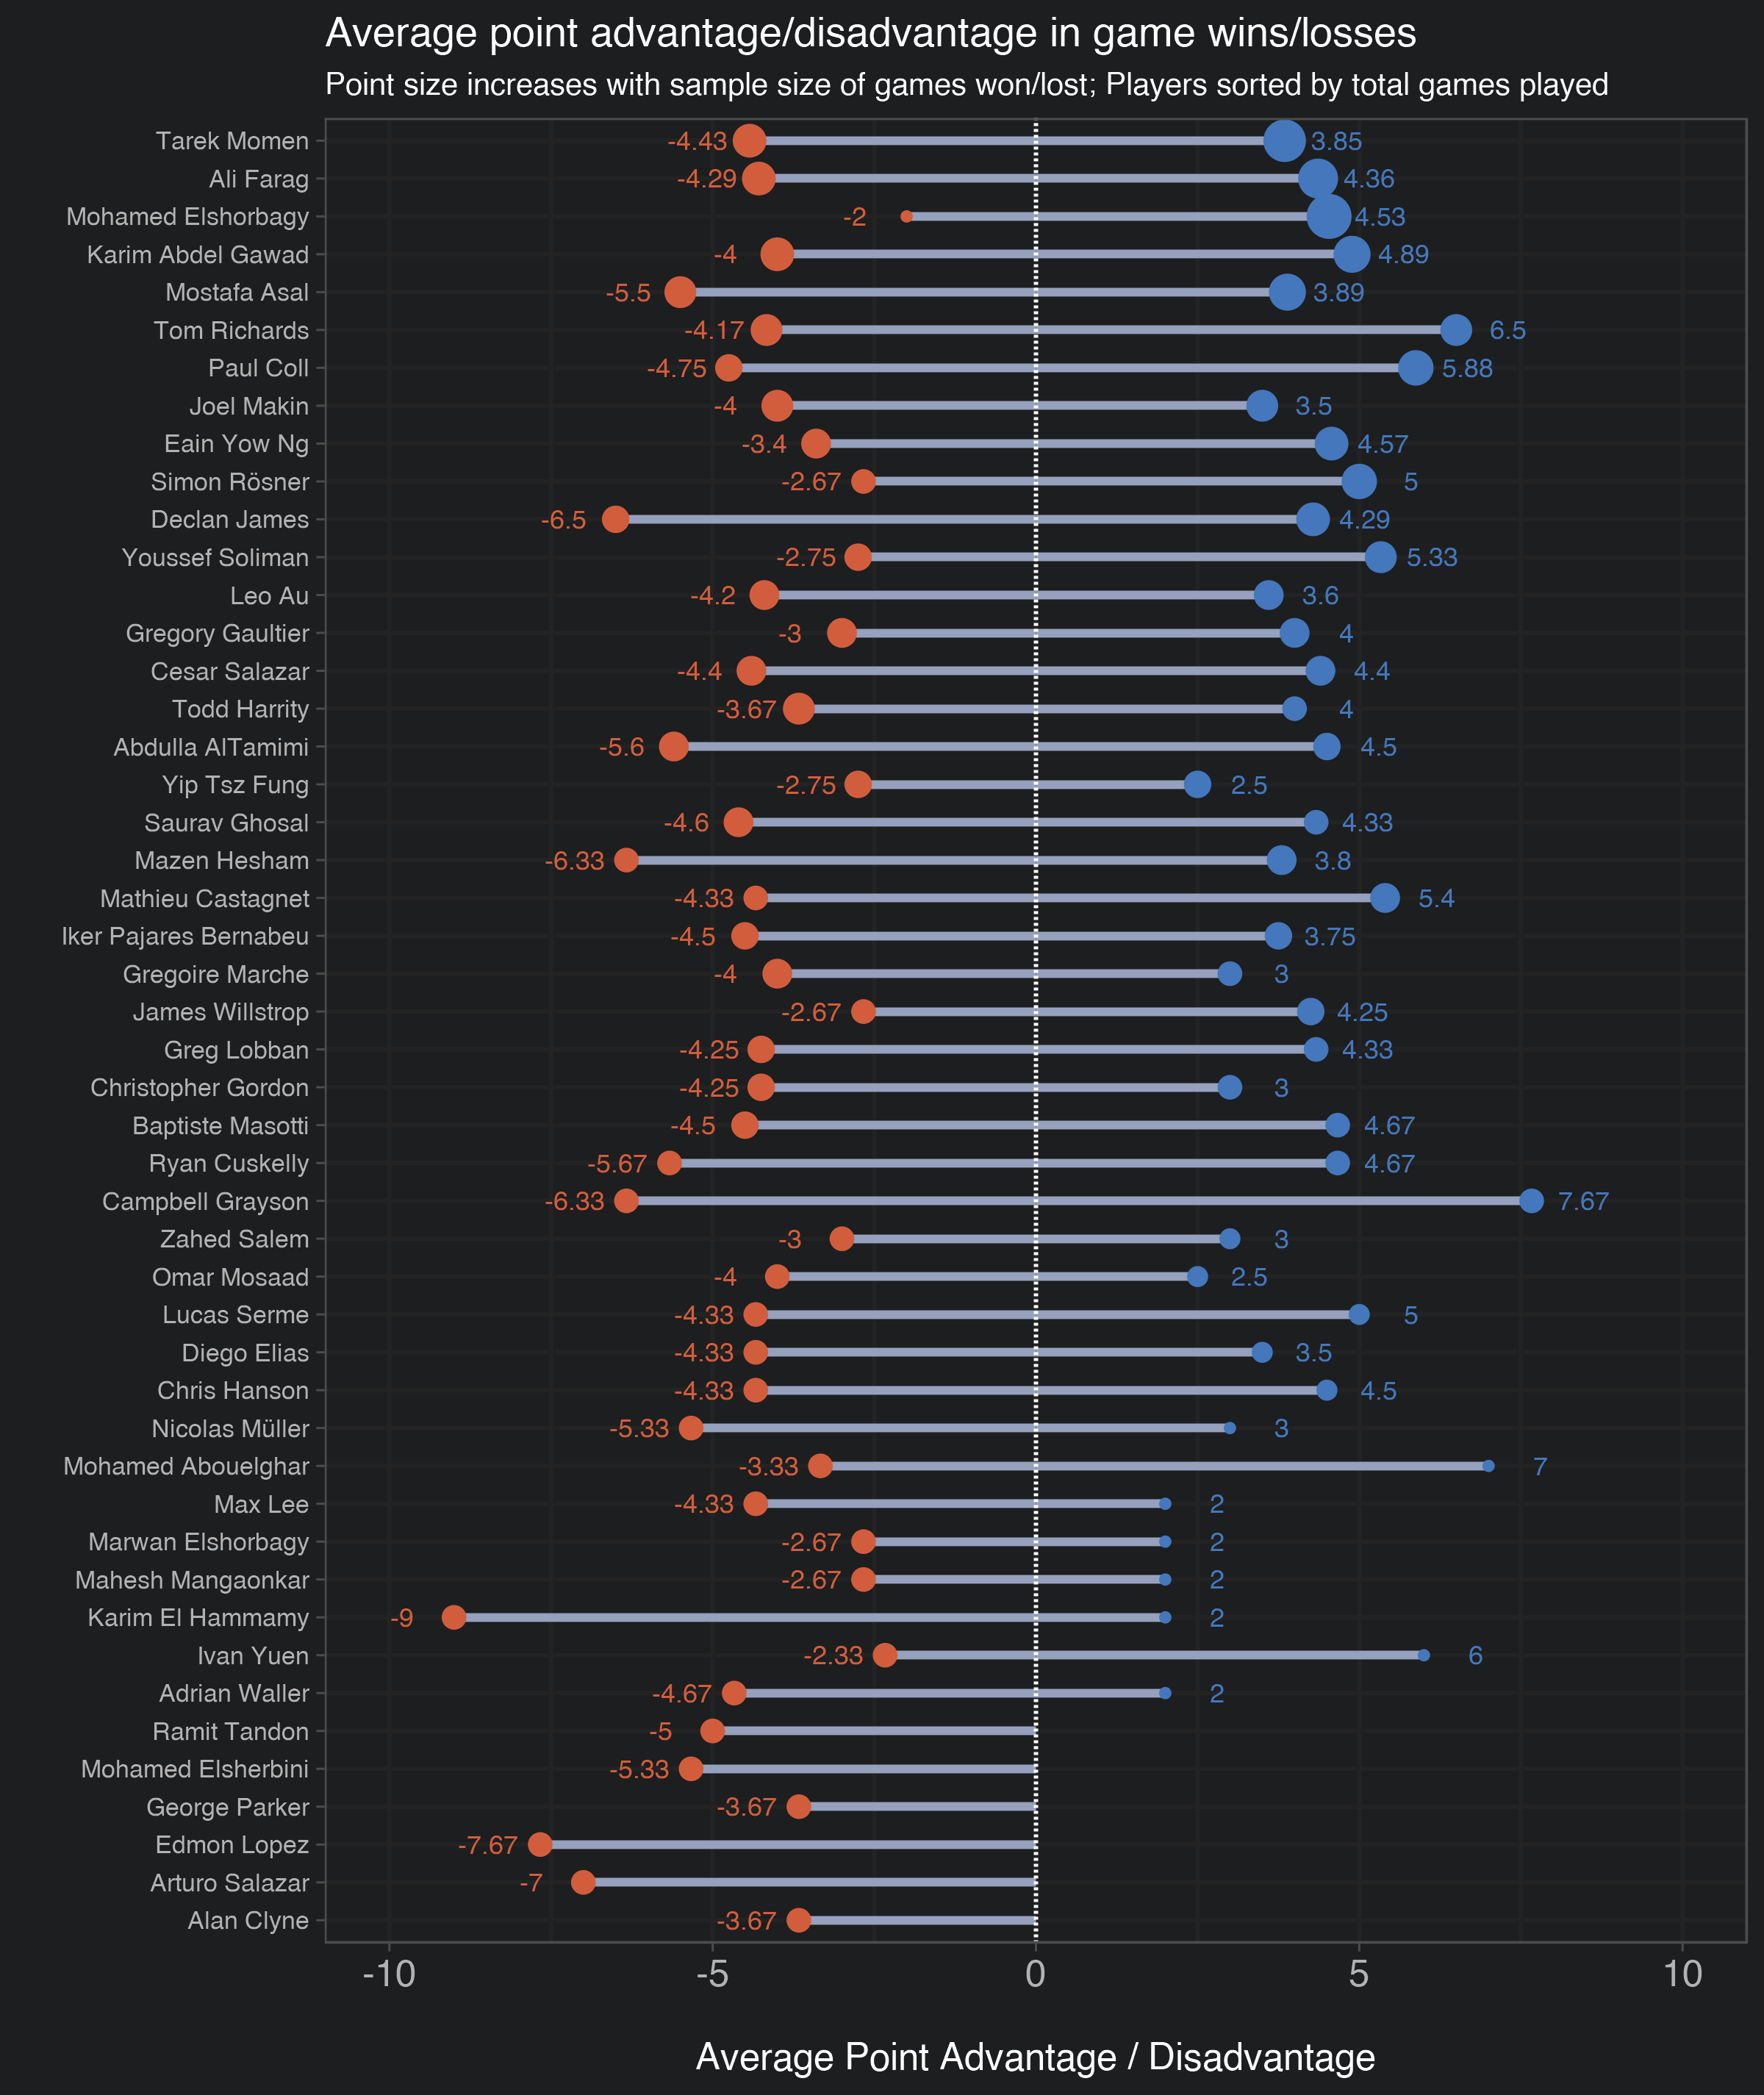 Average point advantage/disadvantage in game wins/losses
Point size increases with sample size of games won/lost; Players sorted by total games played
Tarek Momen -4.43 3.85
Ali Farag -4.29 4.36
Mohamed Elshorbagy -2 4.53
Karim Abdel Gawad -4 4.89
Mostafa Asal -5.5 3.89
Tom Richards -4.17 6.5
Paul Coll -4.75 5.88
Joel Makin -4 3.5
Eain Yow Ng -3.4 4.57
Simon Rösner -2.67 5
Declan James -6.5 4.29
Youssef Soliman -2.75 5.33
Leo Au -4.2 3.6
Gregory Gaultier -3 4
Cesar Salazar -4.4 4.4
Todd Harrity -3.67 4
Abdulla AlTamimi -5.6 4.5
Yip Tsz Fung -2.75 2.5
Saurav Ghosal -4.6 4.33
Mazen Hesham -6.33 3.8
Mathieu Castagnet -4.33 5.4
Iker Pajares Bernabeu -4.5 3.75
Gregoire Marche -4 3
James Willstrop -2.67 4.25
Greg Lobban -4.25 4.33
Christopher Gordon -4.25 3
Baptiste Masotti -4.5 4.67
Ryan Cuskelly -5.67 4.67
Campbell Grayson -6.33 7.67
Zahed Salem -3 3
Omar Mosaad -4 2.5
Lucas Serme -4.33 5
Diego Elias -4.33 3.5
Chris Hanson -4.33 4.5
Nicolas Müller -5.33 3
Mohamed Abouelghar -3.33 7
Max Lee -4.33 2
Marwan Elshorbagy -2.67 2
Mahesh Mangaonkar -2.67 2
Karim El Hammamy -9 2
Ivan Yuen -2.33 6
Adrian Waller -4.67 2
Ramit Tandon -5
Mohamed Elsherbini -5.33
George Parker -3.67
Edmon Lopez -7.67
Arturo Salazar -7
Alan Clyne -3.67
-10 -5 0 5 10
Average Point Advantage / Disadvantage